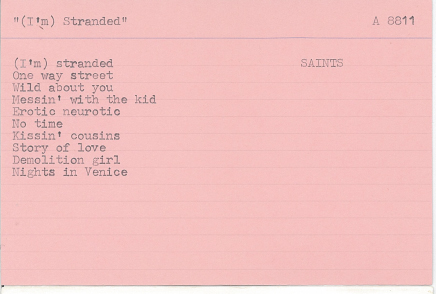 "(I'm) Stranded" A 8811
(I'm) stranded SAINTS
One way street
Wild about you
Messin' with the kid
Erotic neurotic
No time
Kissin' cousins
Story of love
Demolition girl
Nights in Venice